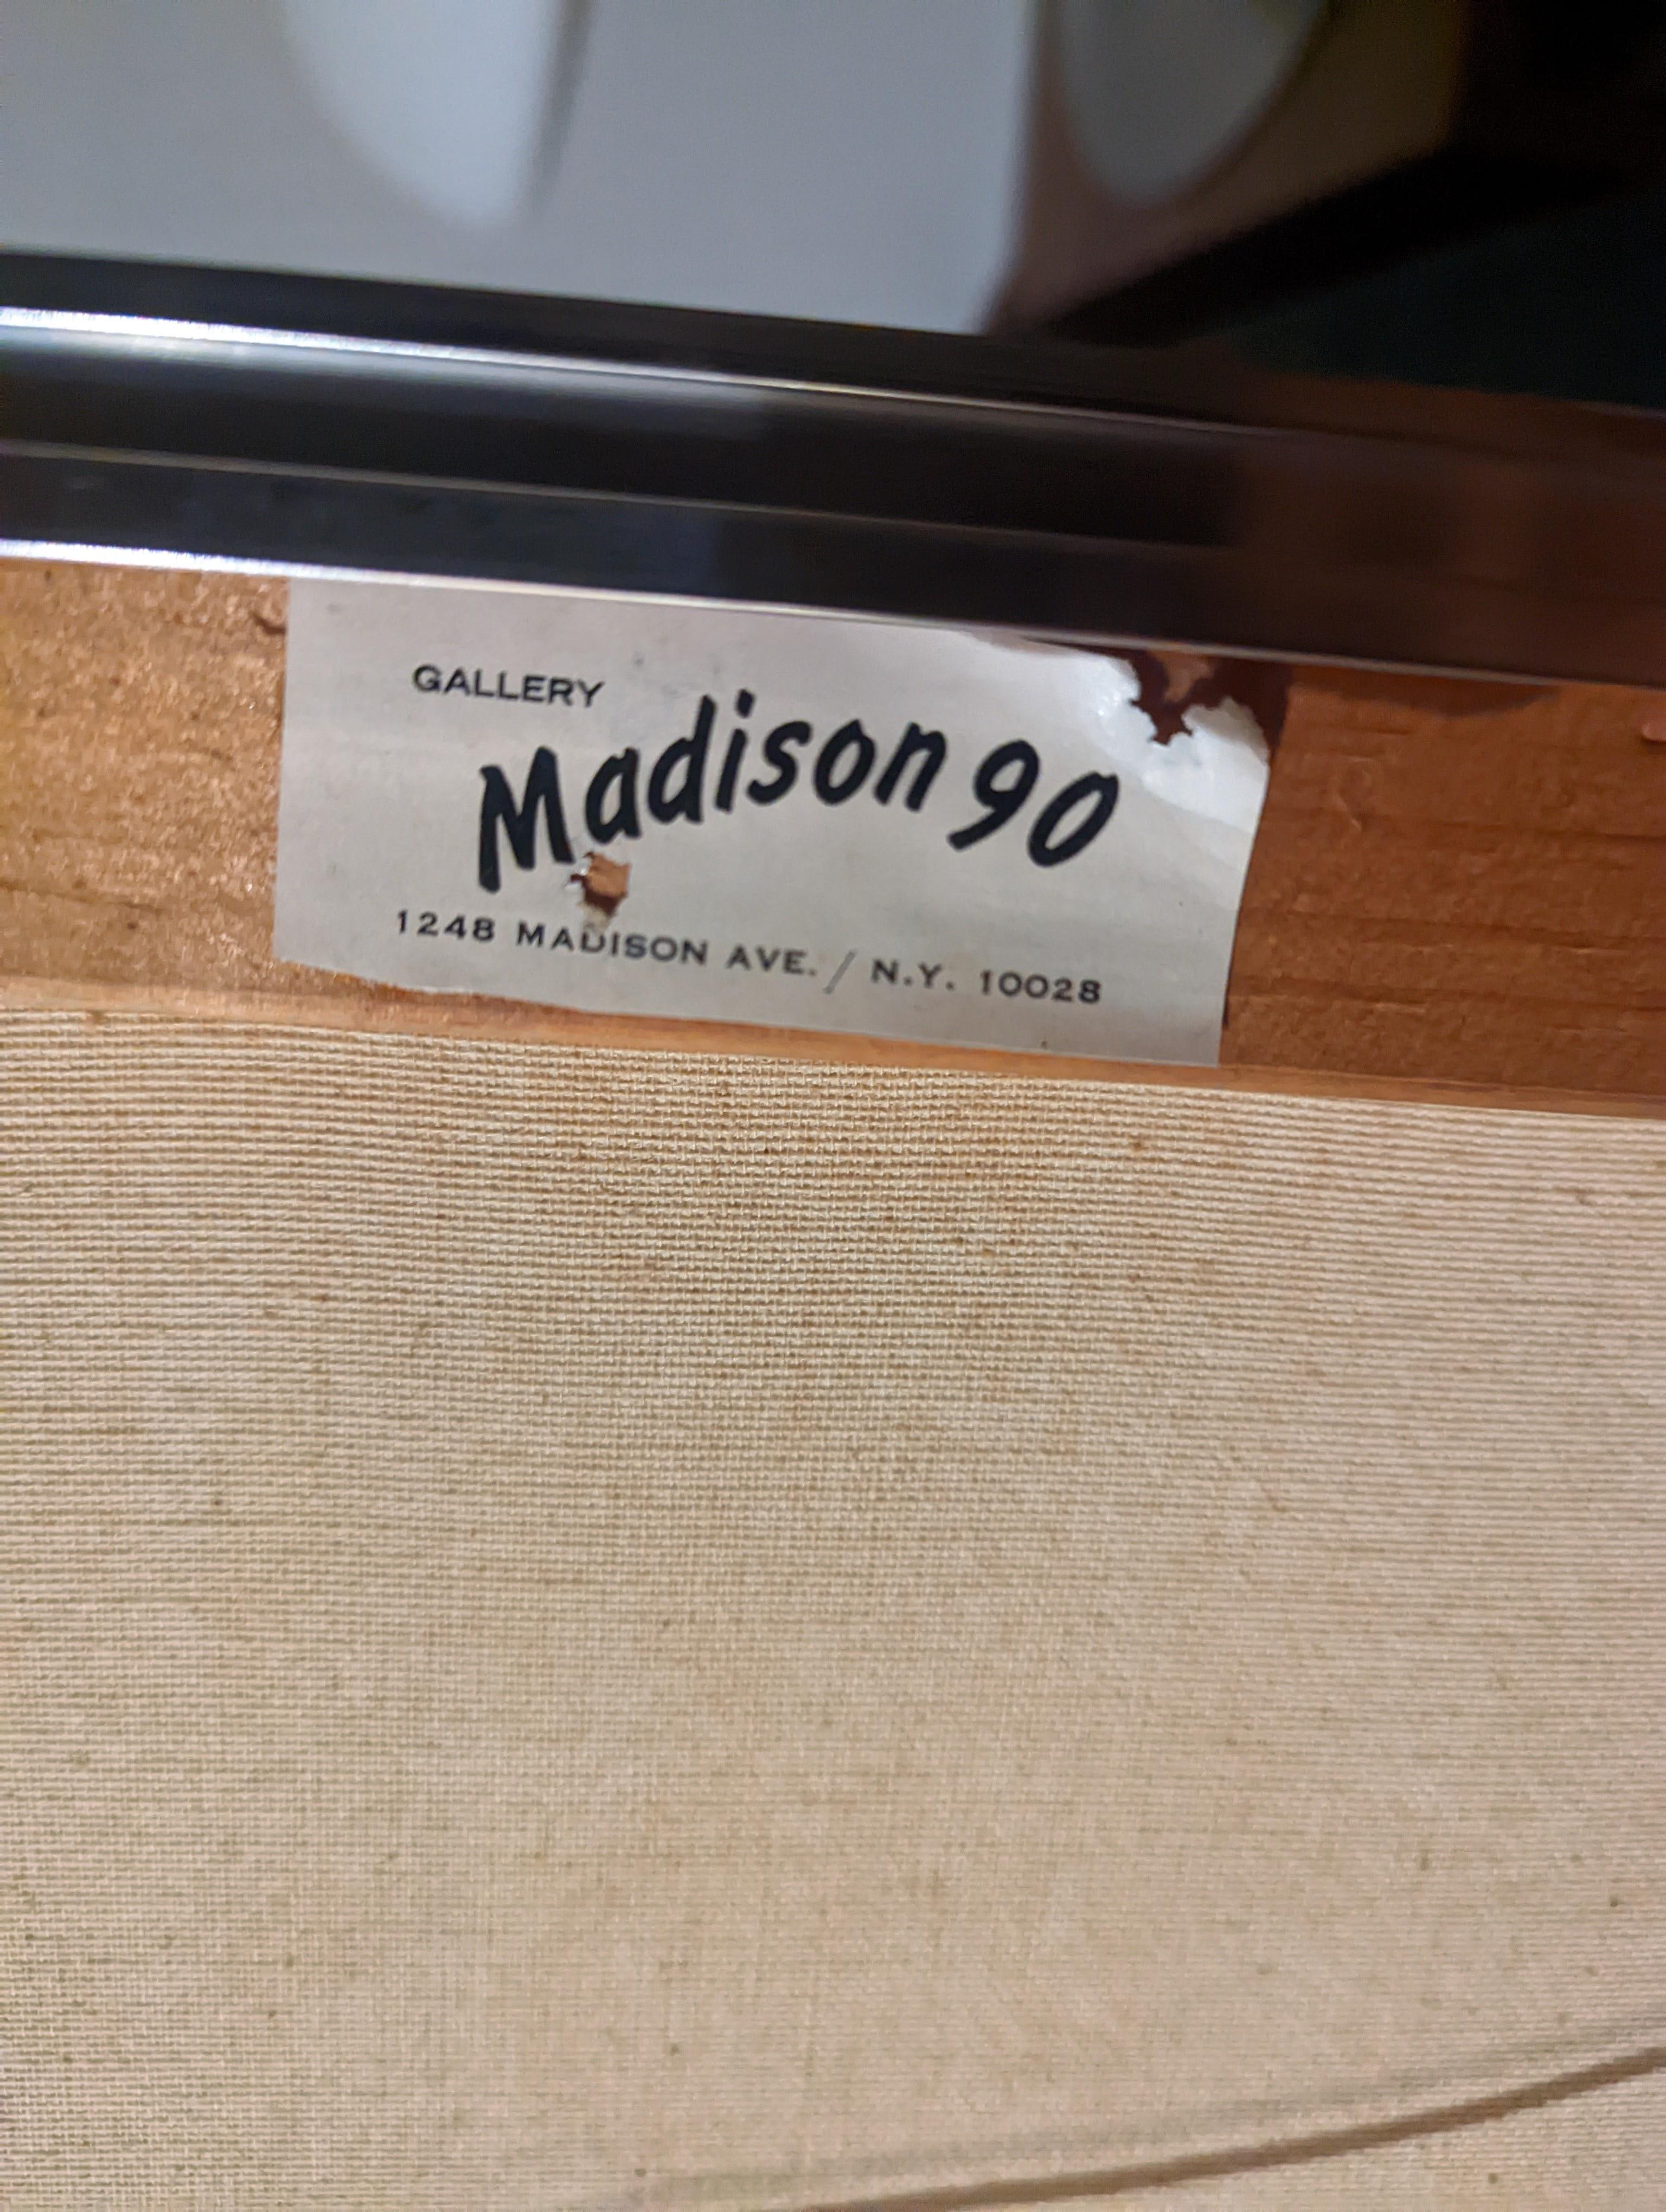 GALLERY
Madison 90
1248 MADISON AVE. / N.Y. 10028